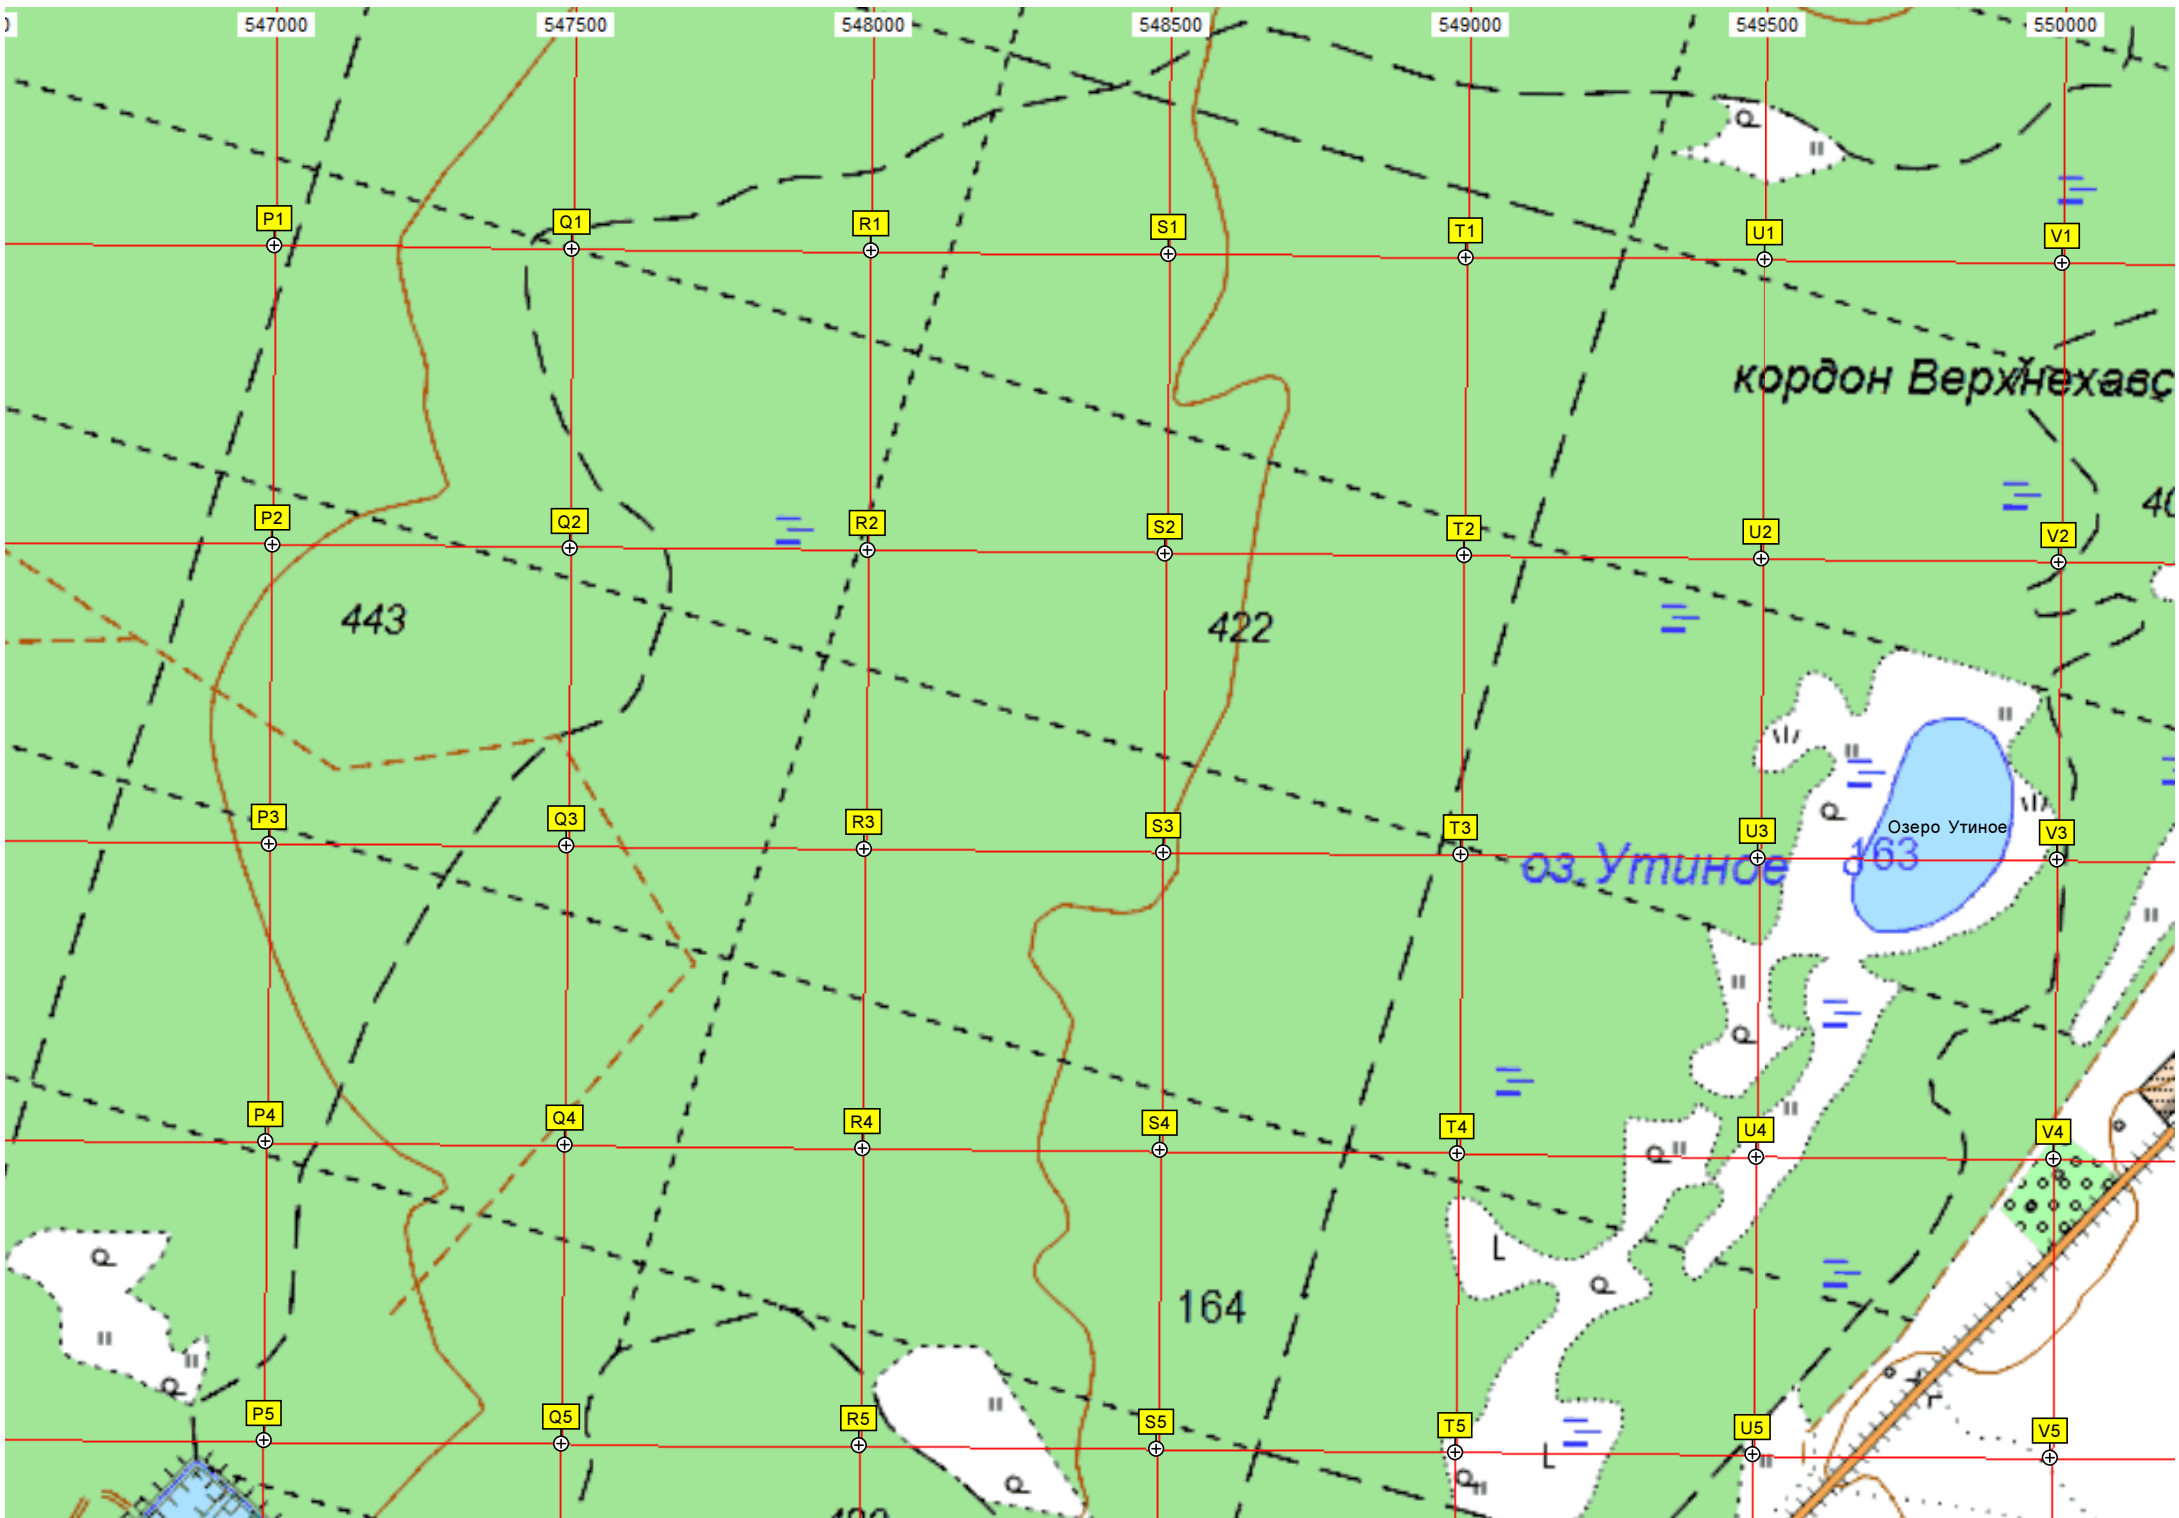 547000 547500 548000 548500 549000 549500 550000
P1 Q1 R1 S1 T1 U1 V1
кордон Верхнехавс
P2 Q2 R2 S2 T2 U2 V2
443 422
P3 Q3 R3 S3 T3 U3 V3
Озеро Утиное
оз. Утиное 163
P4 Q4 R4 S4 T4 U4 V4
164
P5 Q5 R5 S5 T5 U5 V5